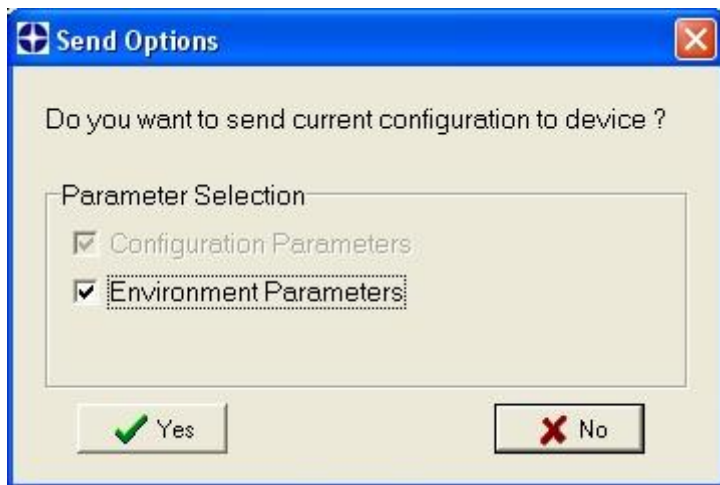 Send Options
Do you want to send current configuration to device ?
Parameter Selection
Configuration Parameters
Environment Parameters
Yes
No